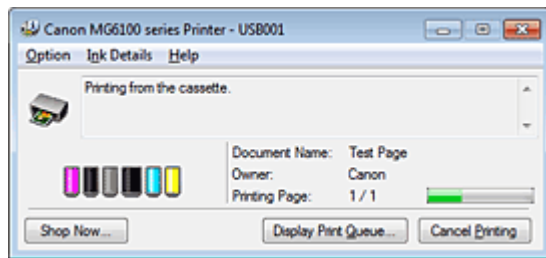 Canon MG6100 series Printer - USB001
Option Ink Details Help
Printing from the cassette.
Document Name: Test Page
Owner: Canon
Printing Page: 1 / 1
Shop Now... Display Print Queue... Cancel Printing